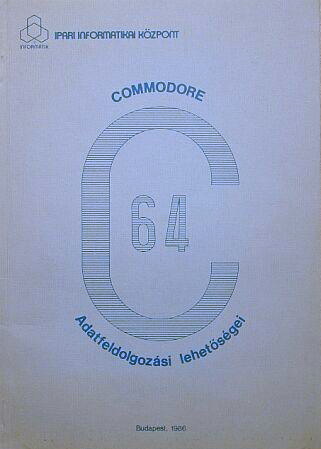 IPARI INFORMATIKAI KÖZPONT
INFORMATIK
COMMODORE
C
64
Adatfeldolgozási lehetőségei
Budapest, 1986